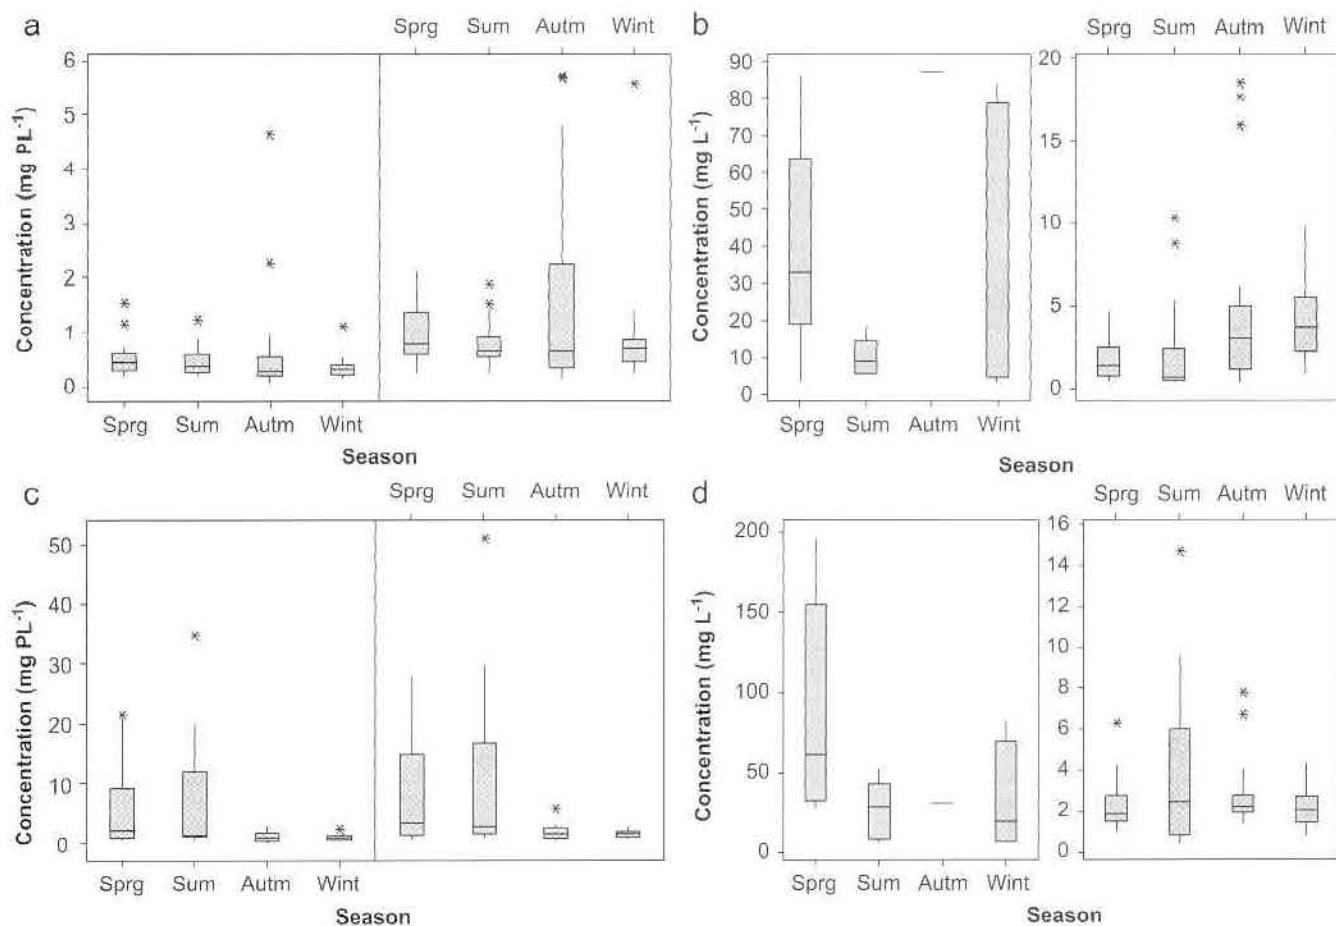 a
Sprg Sum Autm Wint
Concentration (mg PL-1)
6
5
4
3
2
1
0
Sprg Sum Autm Wint
Season
b
Sprg Sum Autm Wint
Concentration (mg L-1)
90
80
70
60
50
40
30
20
10
0
20
15
10
5
0
Sprg Sum Autm Wint
Season
c
Sprg Sum Autm Wint
Concentration (mg PL-1)
50
40
30
20
10
0
Sprg Sum Autm Wint
Season
d
Sprg Sum Autm Wint
Concentration (mg L-1)
200
150
100
50
0
16
14
12
10
8
6
4
2
0
Sprg Sum Autm Wint
Season